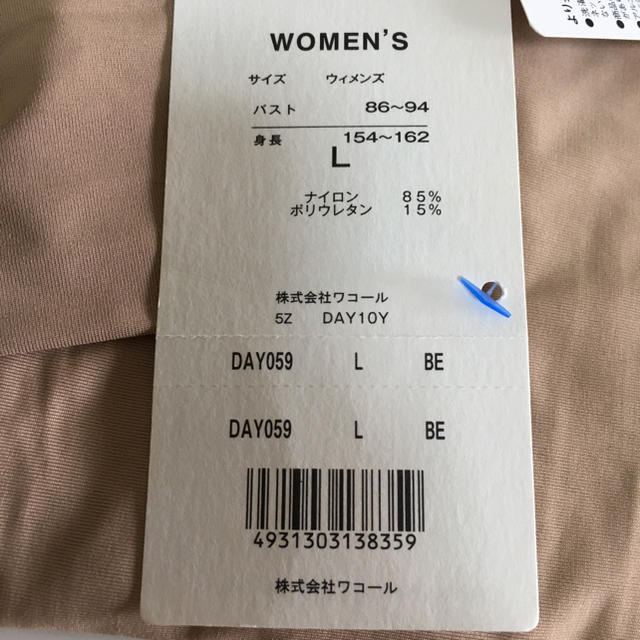 WOMEN'S
サイズ ウィメンズ
バスト 86~94
身長 154~162
L
ナイロン 85%
ポリウレタン 15%
株式会社ワコール
5Z DAY10Y
DAY059 L BE
DAY059 L BE
4931303138359
株式会社ワコール